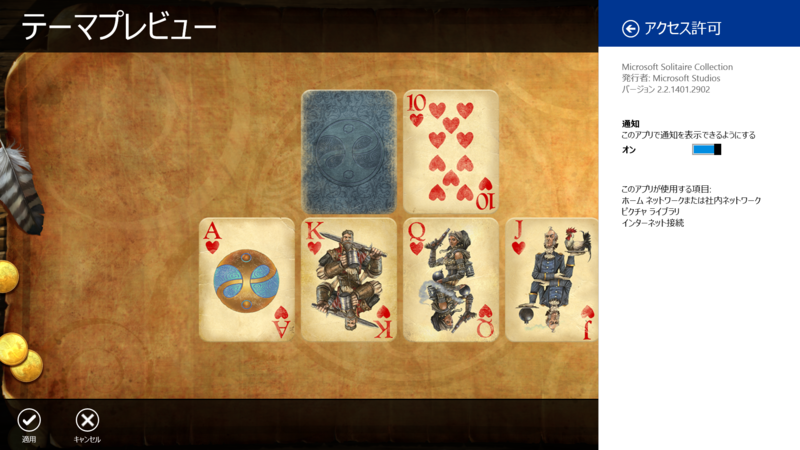 テーマプレビュー
10
10
A
K
Q
J
A
K
Q
J
適用
キャンセル
アクセス許可
Microsoft Solitaire Collection
発行者: Microsoft Studios
バージョン 2.2.1401.2902
通知
このアプリで通知を表示できるようにする
オン
このアプリが使用する項目:
ホーム ネットワークまたは社内ネットワーク
ピクチャ ライブラリ
インターネット接続